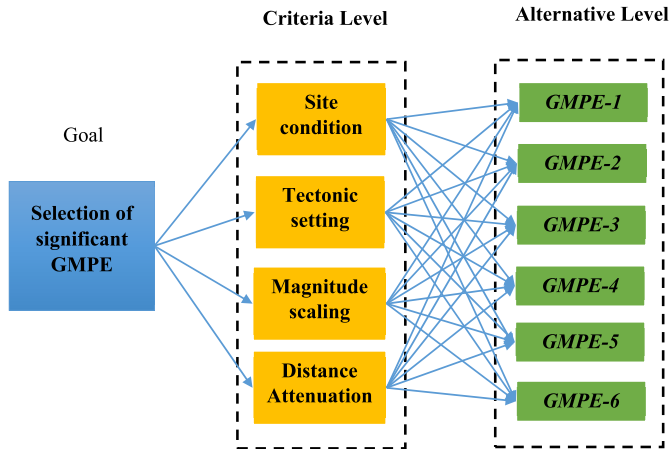 Criteria Level
Alternative Level
Goal
Selection of
significant
GMPE
Site
condition
Tectonic
setting
Magnitude
scaling
Distance
Attenuation
GMPE-1
GMPE-2
GMPE-3
GMPE-4
GMPE-5
GMPE-6